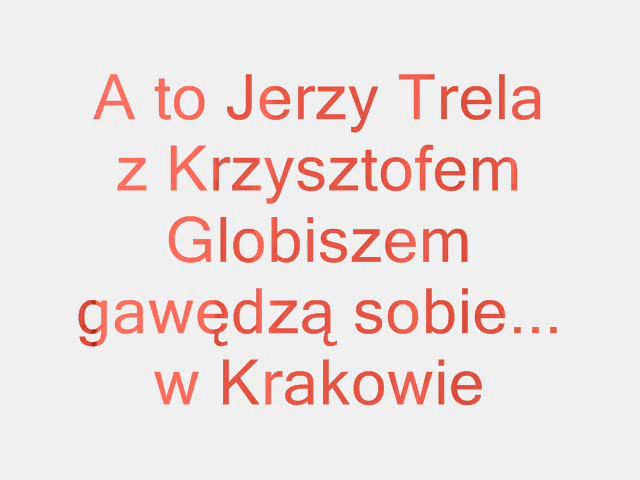 A to Jerzy Trela
z Krzysztofem
Globiszem
gawędzą sobie...
w Krakowie